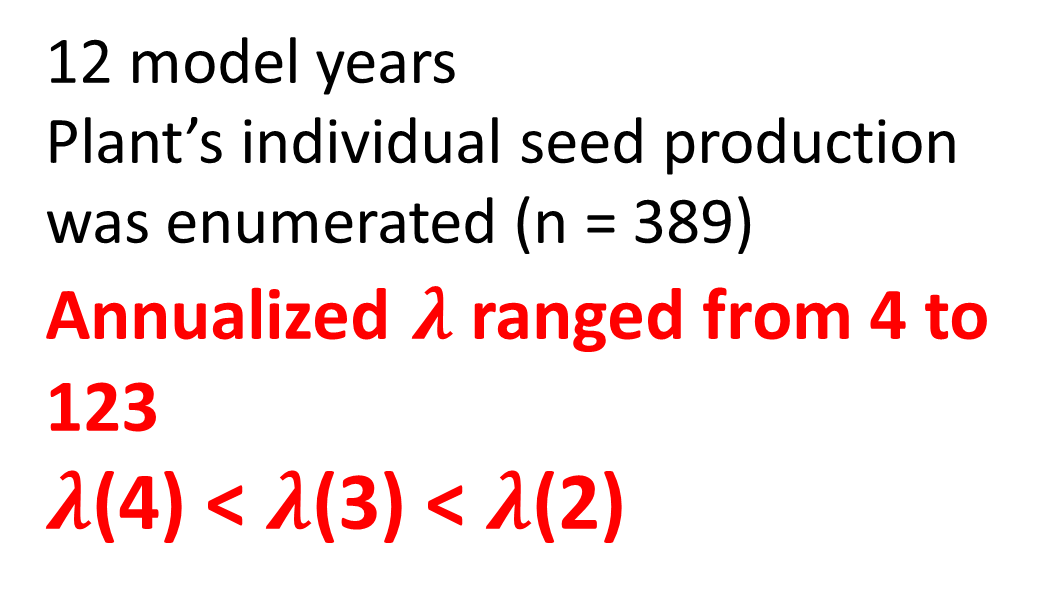 12 model years
Plant’s individual seed production
was enumerated (n = 389)
Annualized 𝝀 ranged from 4 to
123
𝝀(4) < 𝝀(3) < 𝝀(2)